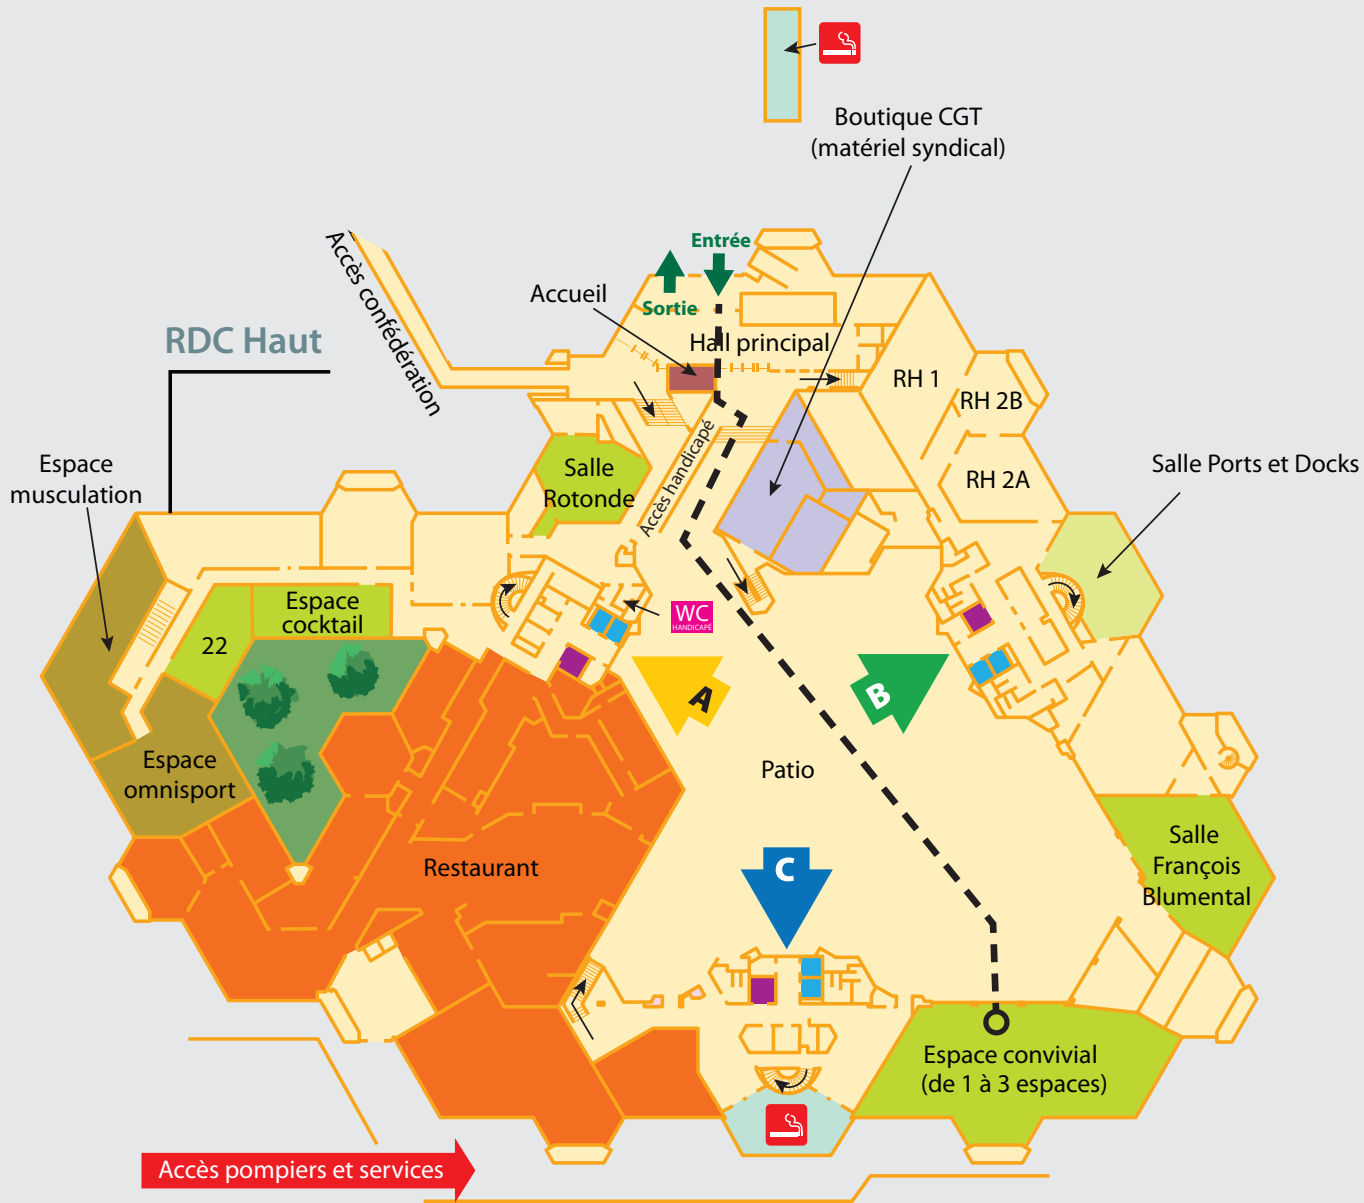 Boutique CGT
(matériel syndical)
Entrée
Sortie
Accès confédération
Accueil
Hall principal
RDC Haut
RH 1
RH 2B
RH 2A
Salle Ports et Docks
Espace
musculation
Salle
Rotonde
Accès handicapé
Espace
cocktail
22
WC
HANDICAPÉ
A
B
Patio
Espace
omnisport
Restaurant
C
Salle
François
Blumental
Espace convivial
(de 1 à 3 espaces)
Accès pompiers et services